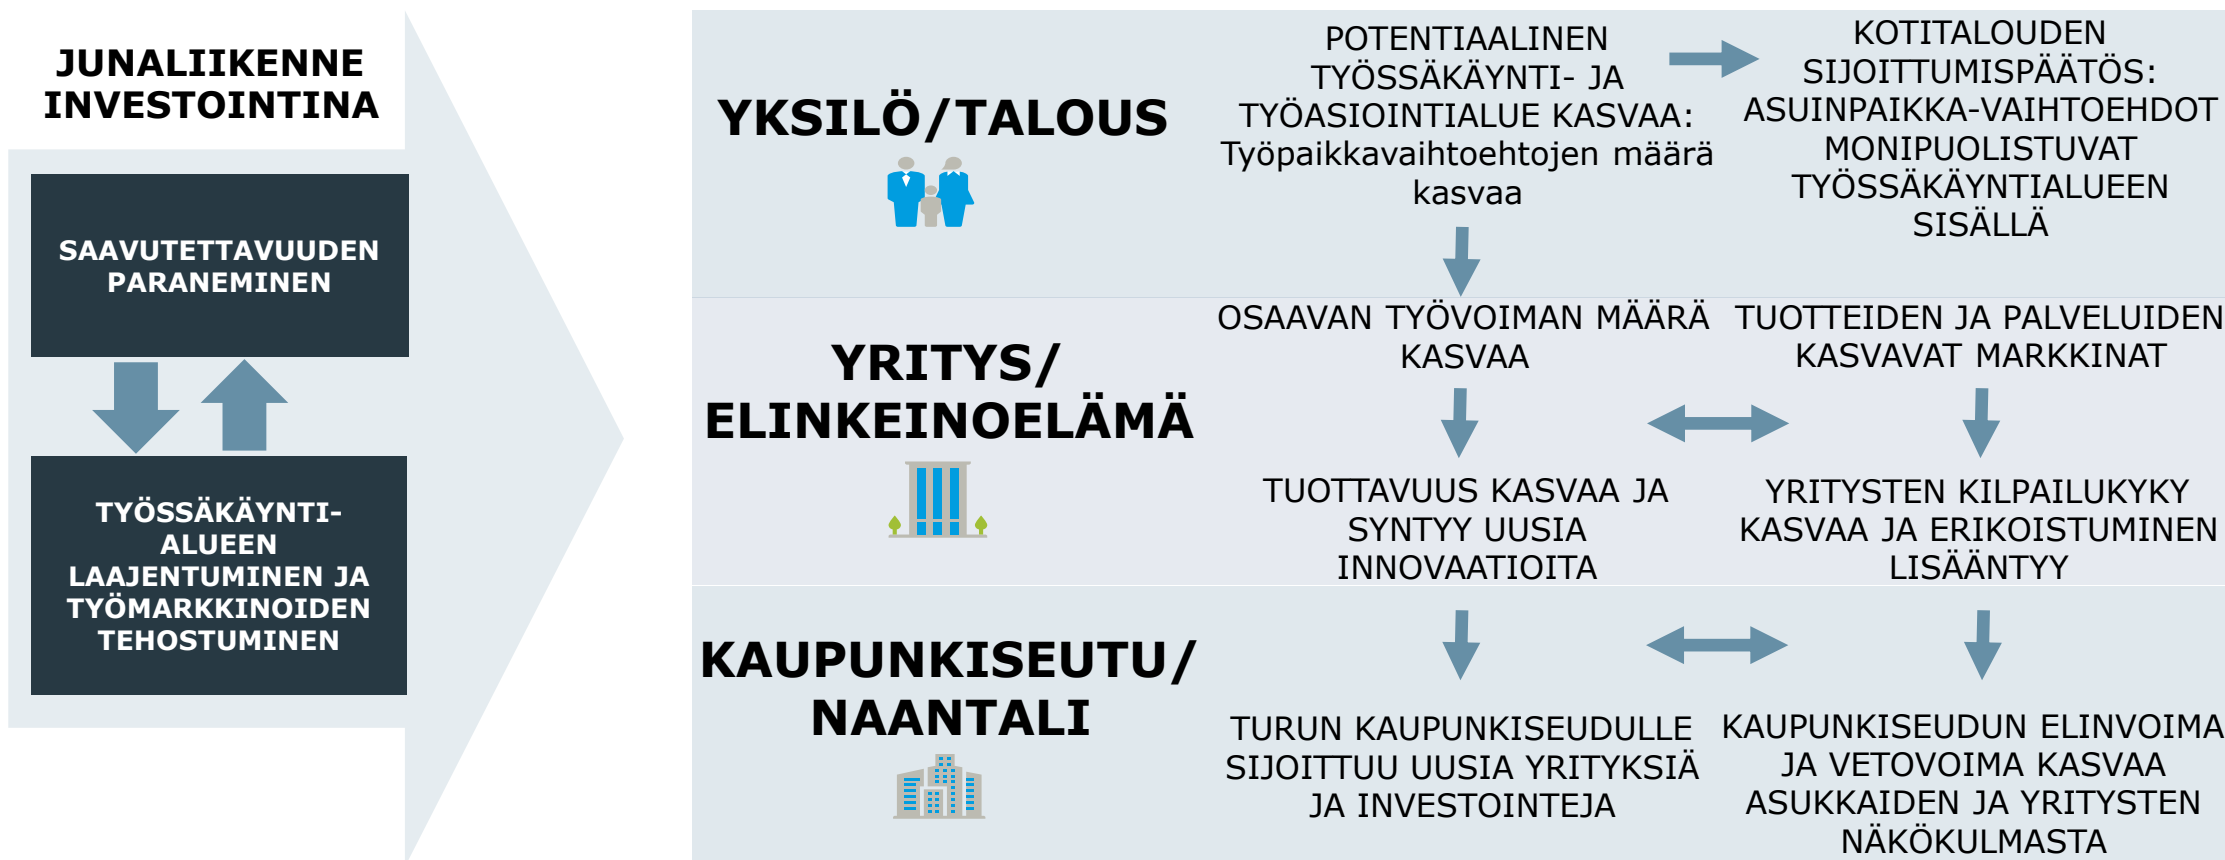 JUNALIIKENNE
INVESTOINTINA
SAAVUTETTAVUUDEN
PARANEMINEN
TYÖSSÄKÄYNTI-
ALUEEN
LAAJENTUMINEN JA
TYÖMARKKINOIDEN
TEHOSTUMINEN
YKSILÖ/TALOUS
POTENTIAALINEN
TYÖSSÄKÄYNTI- JA
TYÖASIOINTIALUE KASVAA:
Työpaikkavaihtoehtojen määrä
kasvaa
KOTITALOUDEN
SIJOITTUMISPÄÄTÖS:
ASUINPAIKKA-VAIHTOEHDOT
MONIPUOLISTUVAT
TYÖSSÄKÄYNTIALUEEN
SISÄLLÄ
YRITYS/
ELINKEINOELÄMÄ
OSAAVAN TYÖVOIMAN MÄÄRÄ
KASVAA
TUOTTEIDEN JA PALVELUIDEN
KASVAVAT MARKKINAT
TUOTTAVUUS KASVAA JA
SYNTYY UUSIA
INNOVAATIOITA
YRITYSTEN KILPAILUKYKY
KASVAA JA ERIKOISTUMINEN
LISÄÄNTYY
KAUPUNKISEUTU/
NAANTALI
TURUN KAUPUNKISEUDULLE
SIJOITTUU UUSIA YRITYKSIÄ
JA INVESTOINTEJA
KAUPUNKISEUDUN ELINVOIMA
JA VETOVOIMA KASVAA
ASUKKAIDEN JA YRITYSTEN
NÄKÖKULMASTA